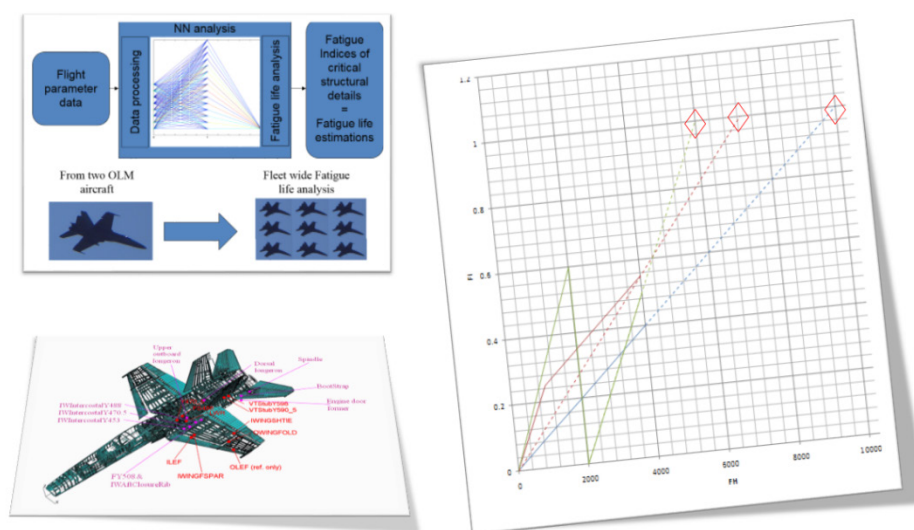 NN analysis
Flight
parameter
data
Data processing
Fatigue life analysis
Fatigue
Indices of
critical
structural
details
=
Fatigue life
estimations
From two OLM
aircraft
Fleet wide Fatigue
life analysis
Upper
outboard
longeron
Dorsal
longeron
Spindle
BootStrap
Engine door
former
VTStubY590_5
IWINGSHTIE
OWINGFOLD
OLEF (ref. only)
IWINGFSPAR
ILEF
FY508 &
1.2
1
0.8
0.6
0.4
0.2
0
FI
0
2000
4000
6000
8000
10000
FH